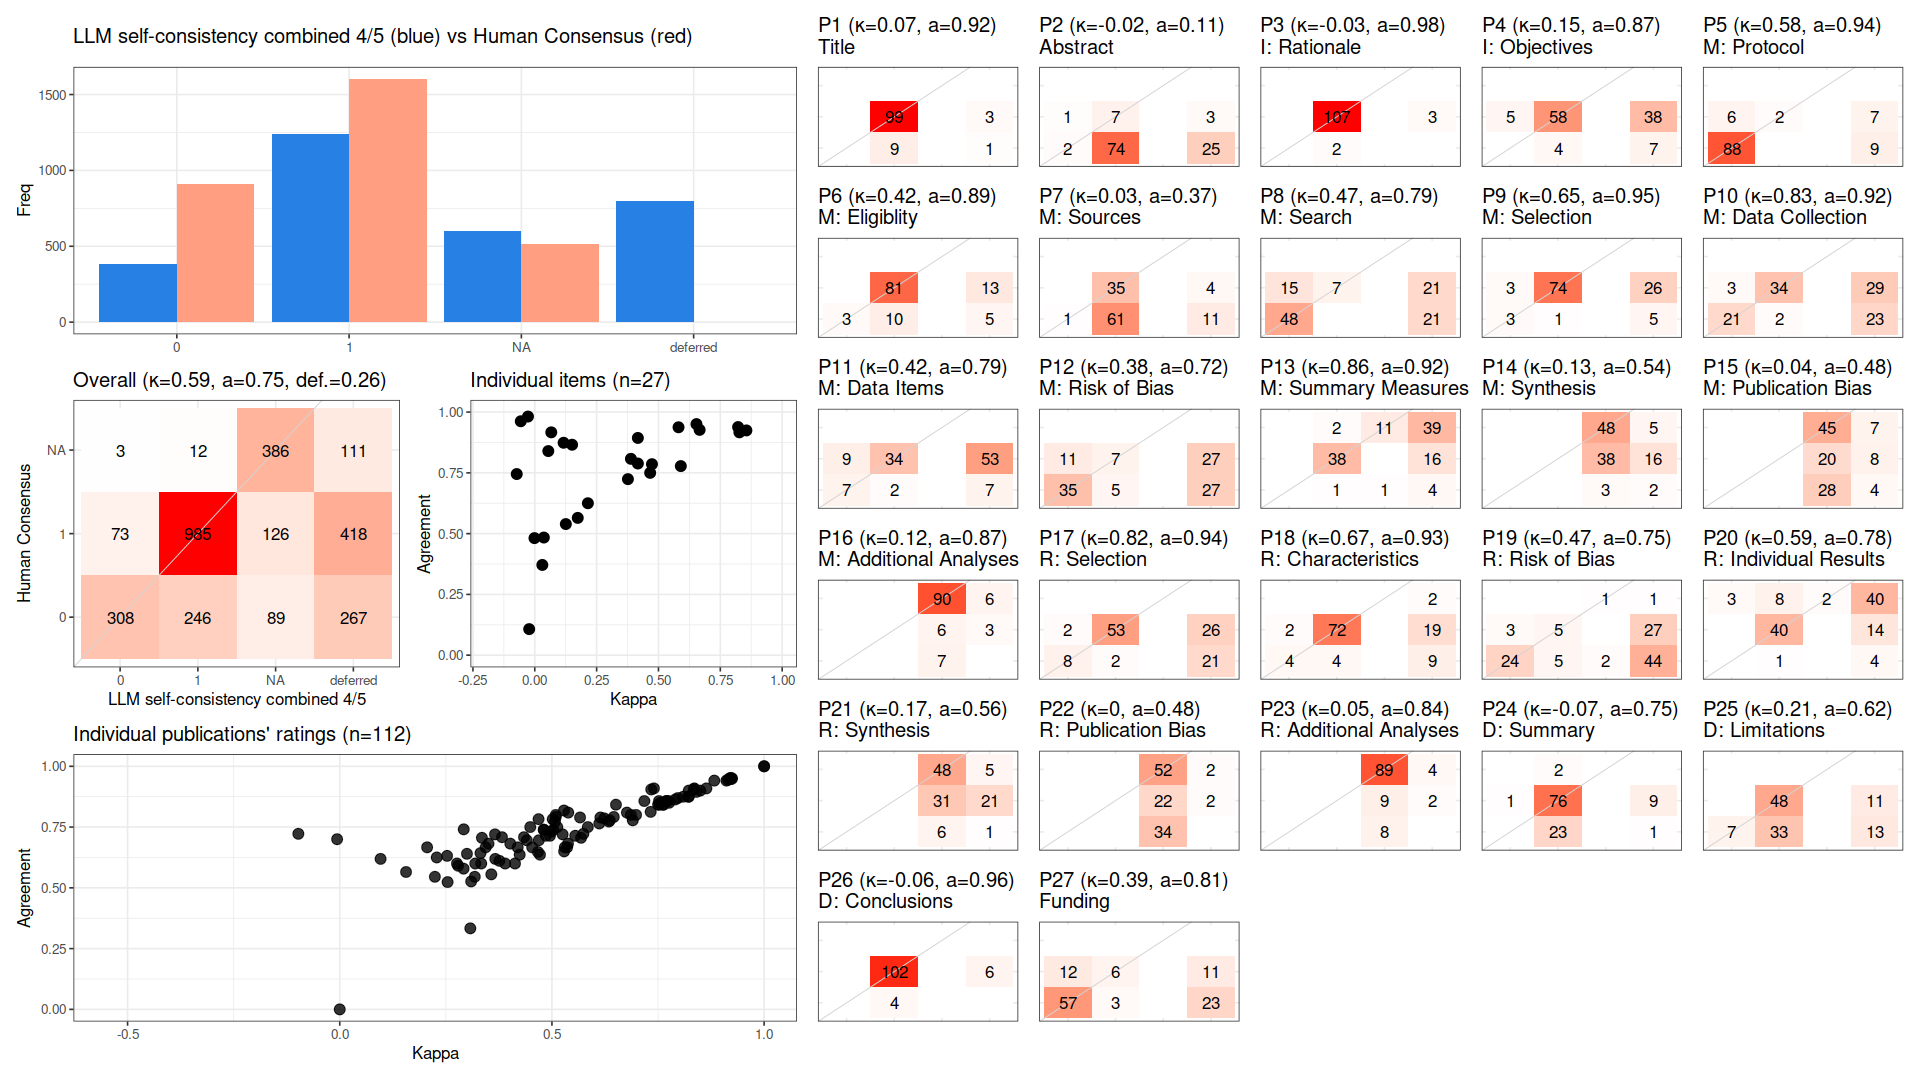 LLM self-consistency combined 4/5 (blue) vs Human Consensus (red)
Freq
1500
1000
500
0
0 1 NA deferred
Overall (κ=0.59, a=0.75, def.=0.26)
Human Consensus
NA 3 12 386 111
1 73 985 126 418
0 308 246 89 267
0 1 NA deferred
LLM self-consistency combined 4/5
Individual items (n=27)
Agreement
1.00
0.75
0.50
0.25
0.00
-0.25 0.00 0.25 0.50 0.75 1.00
Kappa
Individual publications' ratings (n=112)
Agreement
1.00
0.75
0.50
0.25
0.00
-0.5 0.0 0.5 1.0
Kappa
P1 (κ=0.07, a=0.92)
Title
99 3
9 1
P2 (κ=-0.02, a=0.11)
Abstract
1 7 3
2 74 25
P3 (κ=-0.03, a=0.98)
I: Rationale
107 3
2
P4 (κ=0.15, a=0.87)
I: Objectives
5 58 38
4 7
P5 (κ=0.58, a=0.94)
M: Protocol
6 2 7
88 9
P6 (κ=0.42, a=0.89)
M: Eligiblity
81 13
3 10 5
P7 (κ=0.03, a=0.37)
M: Sources
35 4
1 61 11
P8 (κ=0.47, a=0.79)
M: Search
15 7 21
48 21
P9 (κ=0.65, a=0.95)
M: Selection
3 74 26
3 1 5
P10 (κ=0.83, a=0.92)
M: Data Collection
3 34 29
21 2 23
P11 (κ=0.42, a=0.79)
M: Data Items
9 34 53
7 2 7
P12 (κ=0.38, a=0.72)
M: Risk of Bias
11 7 27
35 5 27
P13 (κ=0.86, a=0.92)
M: Summary Measures
2 11 39
38 16
1 1 4
P14 (κ=0.13, a=0.54)
M: Synthesis
48 5
38 16
3 2
P15 (κ=0.04, a=0.48)
M: Publication Bias
45 7
20 8
28 4
P16 (κ=0.12, a=0.87)
M: Additional Analyses
90 6
6 3
7
P17 (κ=0.82, a=0.94)
R: Selection
2 53 26
8 2 21
P18 (κ=0.67, a=0.93)
R: Characteristics
2
2 72 19
4 4 9
P19 (κ=0.47, a=0.75)
R: Risk of Bias
1 1
3 5 27
24 5 2 44
P20 (κ=0.59, a=0.78)
R: Individual Results
3 8 2 40
40 14
1 4
P21 (κ=0.17, a=0.56)
R: Synthesis
48 5
31 21
6 1
P22 (κ=0, a=0.48)
R: Publication Bias
52 2
22 2
34
P23 (κ=0.05, a=0.84)
R: Additional Analyses
89 4
9 2
8
P24 (κ=-0.07, a=0.75)
D: Summary
2
1 76 9
23 1
P25 (κ=0.21, a=0.62)
D: Limitations
48 11
7 33 13
P26 (κ=-0.06, a=0.96)
D: Conclusions
102 6
4
P27 (κ=0.39, a=0.81)
Funding
12 6 11
57 3 23